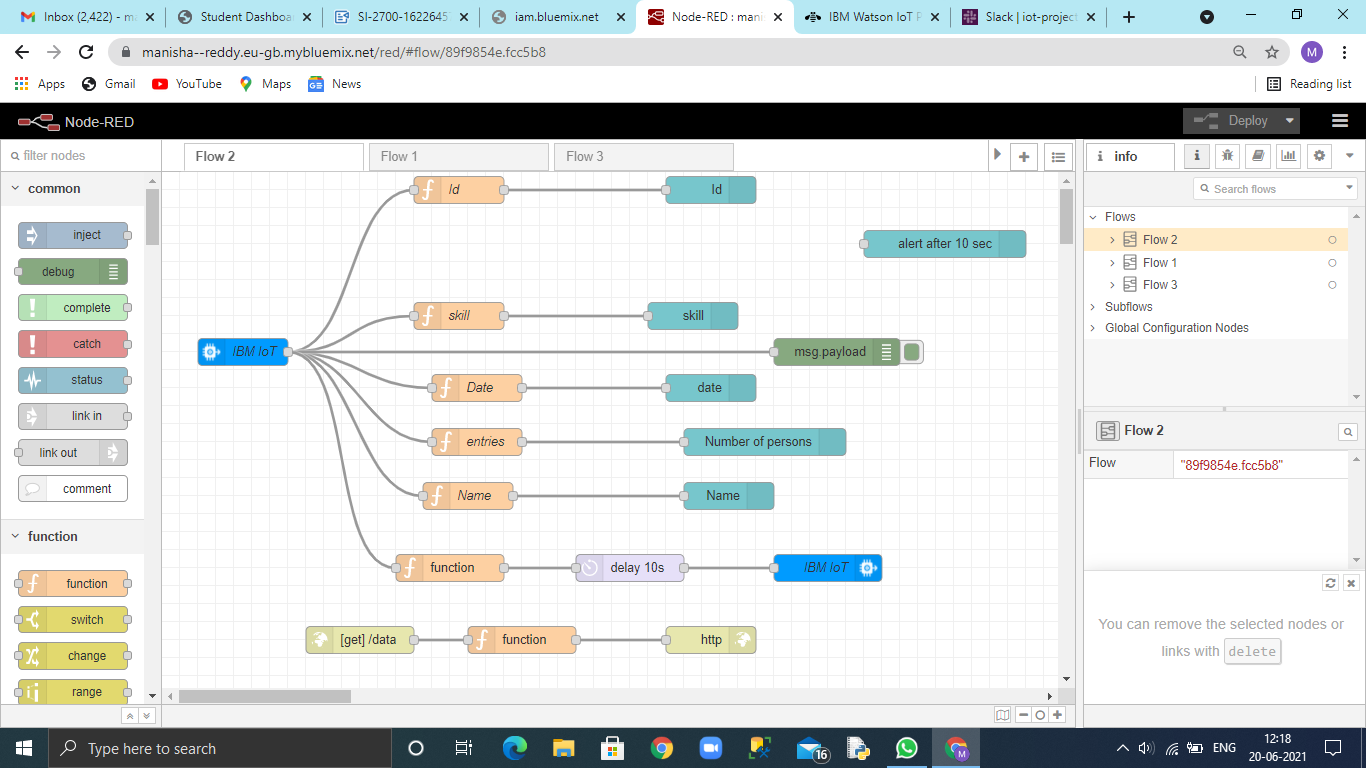 Inbox (2,422) - m
Student Dashboa
SI-2700-1622645
iam.bluemix.net
Node-RED : mani
IBM Watson IoT P
Slack | iot-project
manisha--reddy.eu-gb.mybluemix.net/red/#flow/89f9854e.fcc5b8
M
Apps
Gmail
YouTube
Maps
News
Reading list
Node-RED
Deploy
filter nodes
Flow 2
Flow 1
Flow 3
i info
i
common
inject
debug
complete
catch
status
link in
link out
comment
function
function
switch
change
range
Id
Id
alert after 10 sec
skill
skill
IBM IoT
msg.payload
Date
date
entries
Number of persons
Name
Name
function
delay 10s
IBM IoT
[get] /data
function
http
Search flows
Flows
Flow 2
Flow 1
Flow 3
Subflows
Global Configuration Nodes
Flow 2
Flow "89f9854e.fcc5b8"
You can remove the selected nodes or
links with delete
Type here to search
16
M
ENG
12:18
20-06-2021